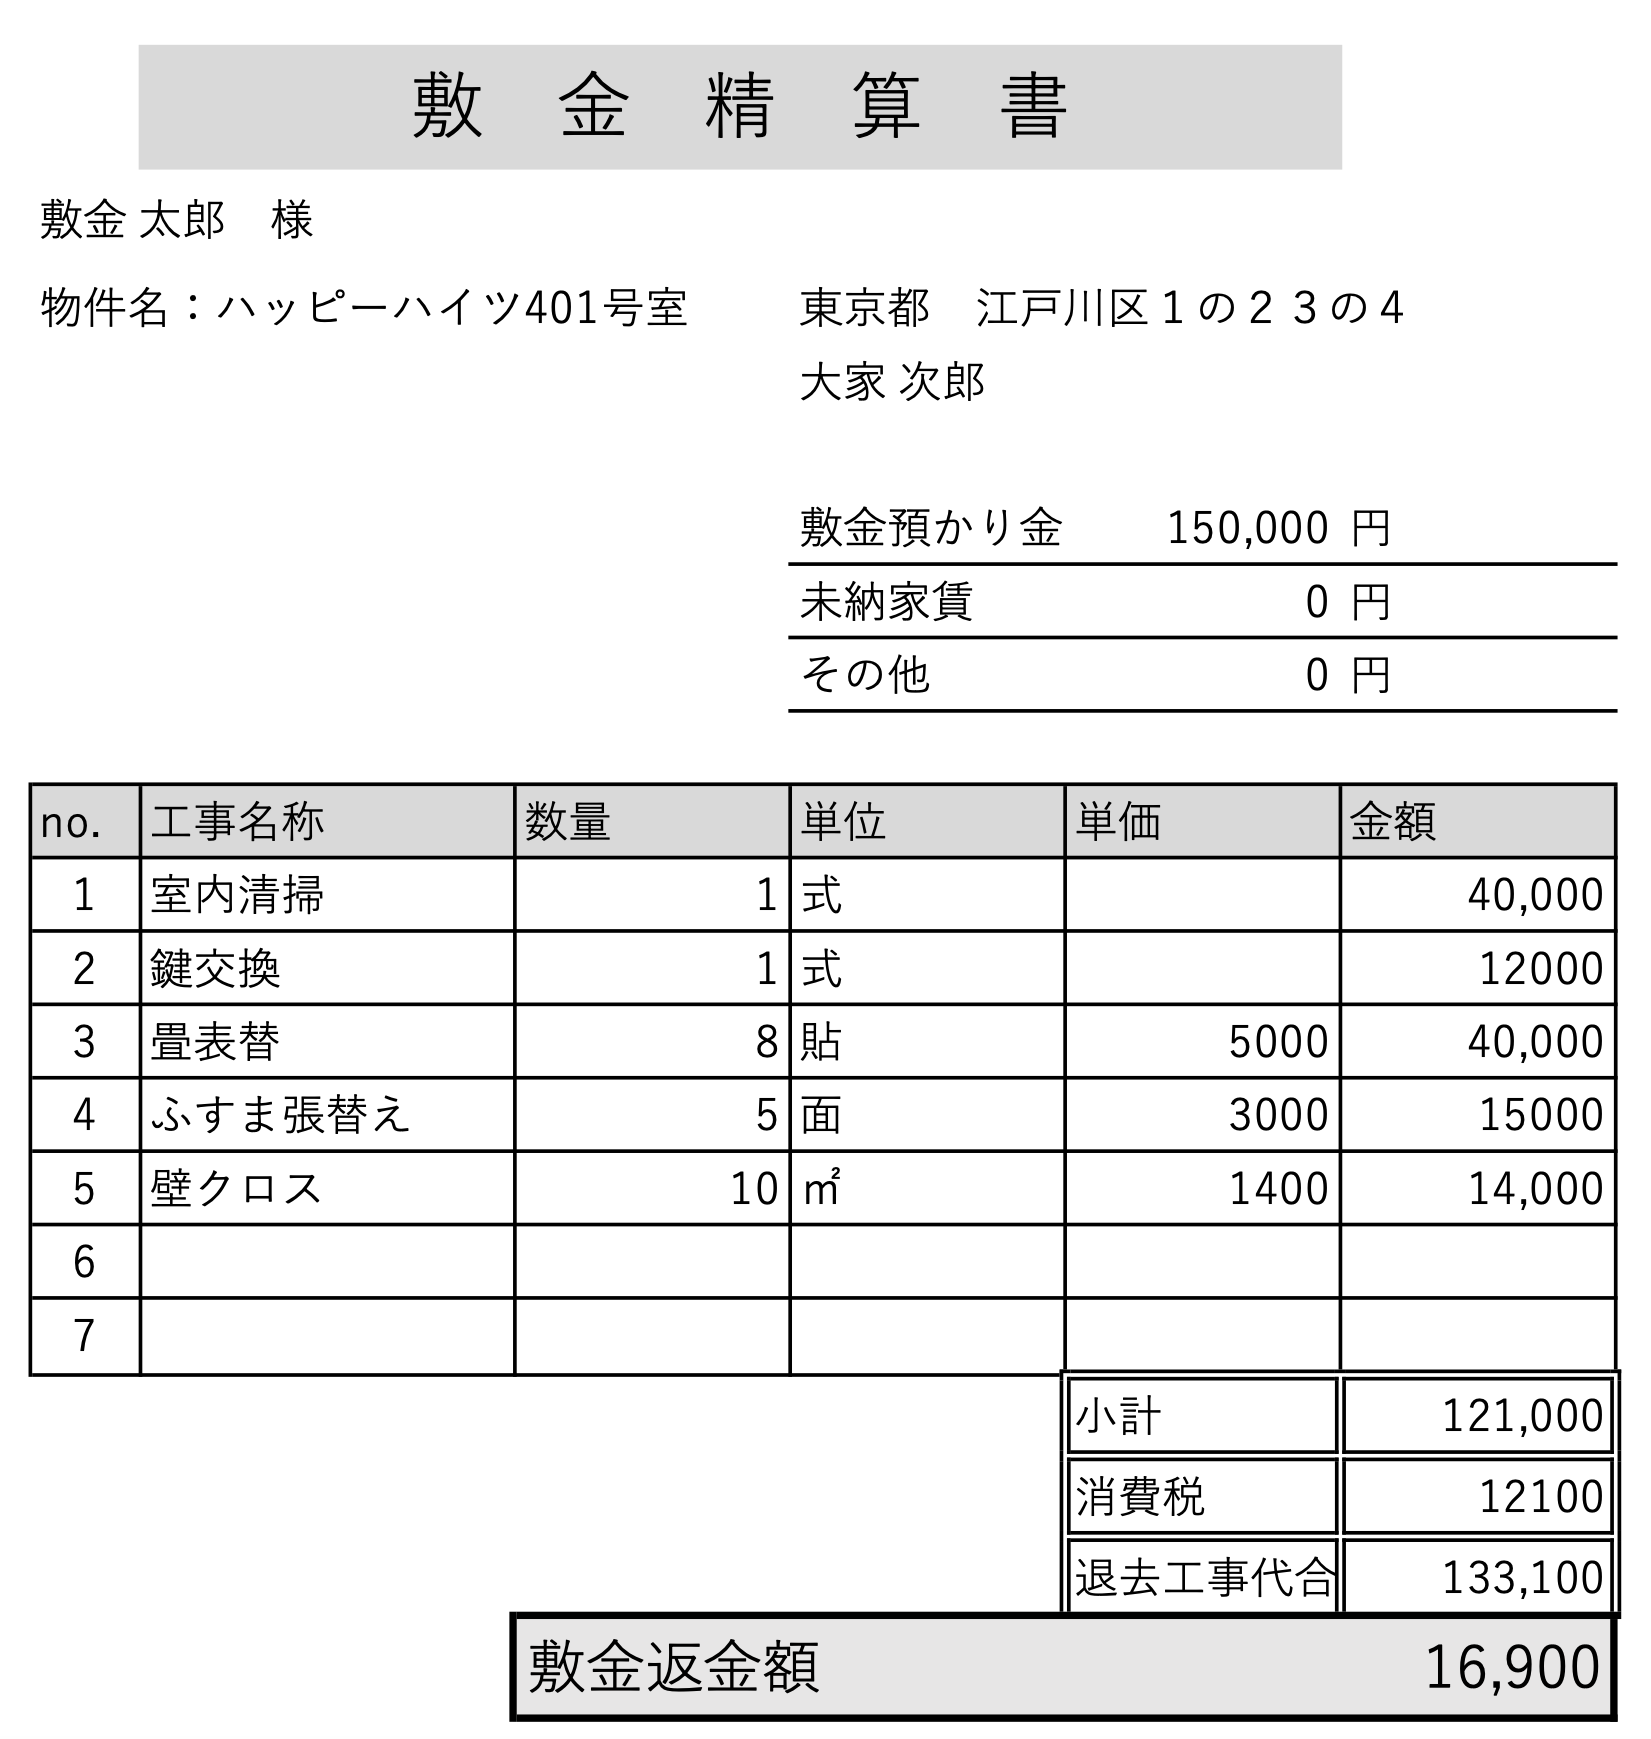 敷　金　精　算　書
敷金 太郎　様
物件名：ハッピーハイツ401号室　東京都　江戸川区１の２３の４
大家 次郎
敷金預かり金 150,000 円
未納家賃 0 円
その他 0 円
no. 工事名称 数量 単位 単価 金額
1 室内清掃 1 式 40,000
2 鍵交換 1 式 12000
3 畳表替 8 貼 5000 40,000
4 ふすま張替え 5 面 3000 15000
5 壁クロス 10 ㎡ 1400 14,000
6
7
小計 121,000
消費税 12100
退去工事代合 133,100
敷金返金額 16,900